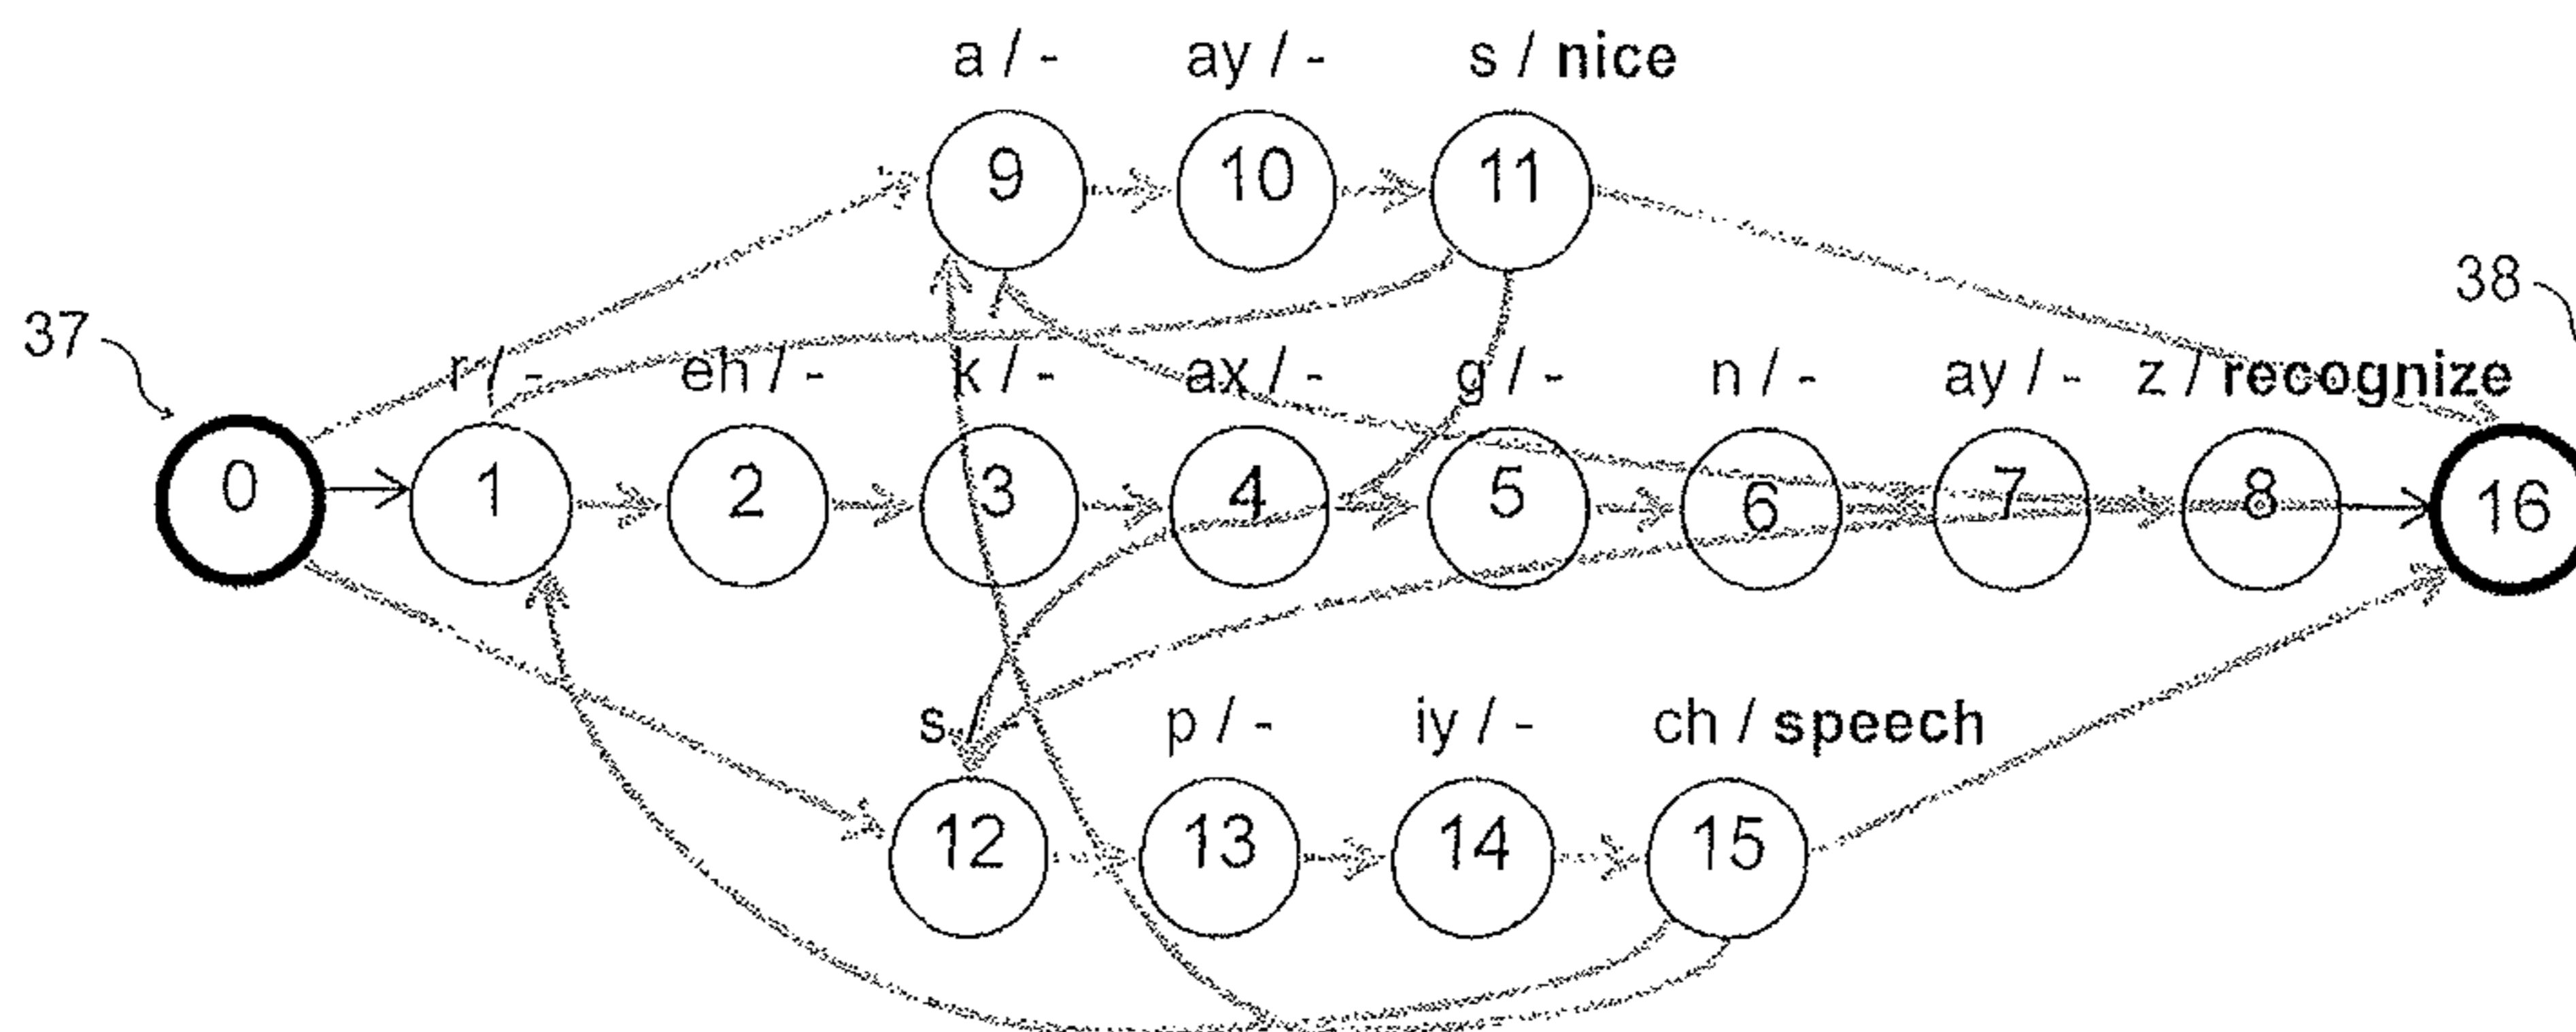 a / - ay / - s / nice
9 10 11
38
37
r / - eh / - k / - ax / - g / - n / - ay / - z / recognize
0 1 2 3 4 5 6 7 8 16
s / - p / - iy / - ch / speech
12 13 14 15